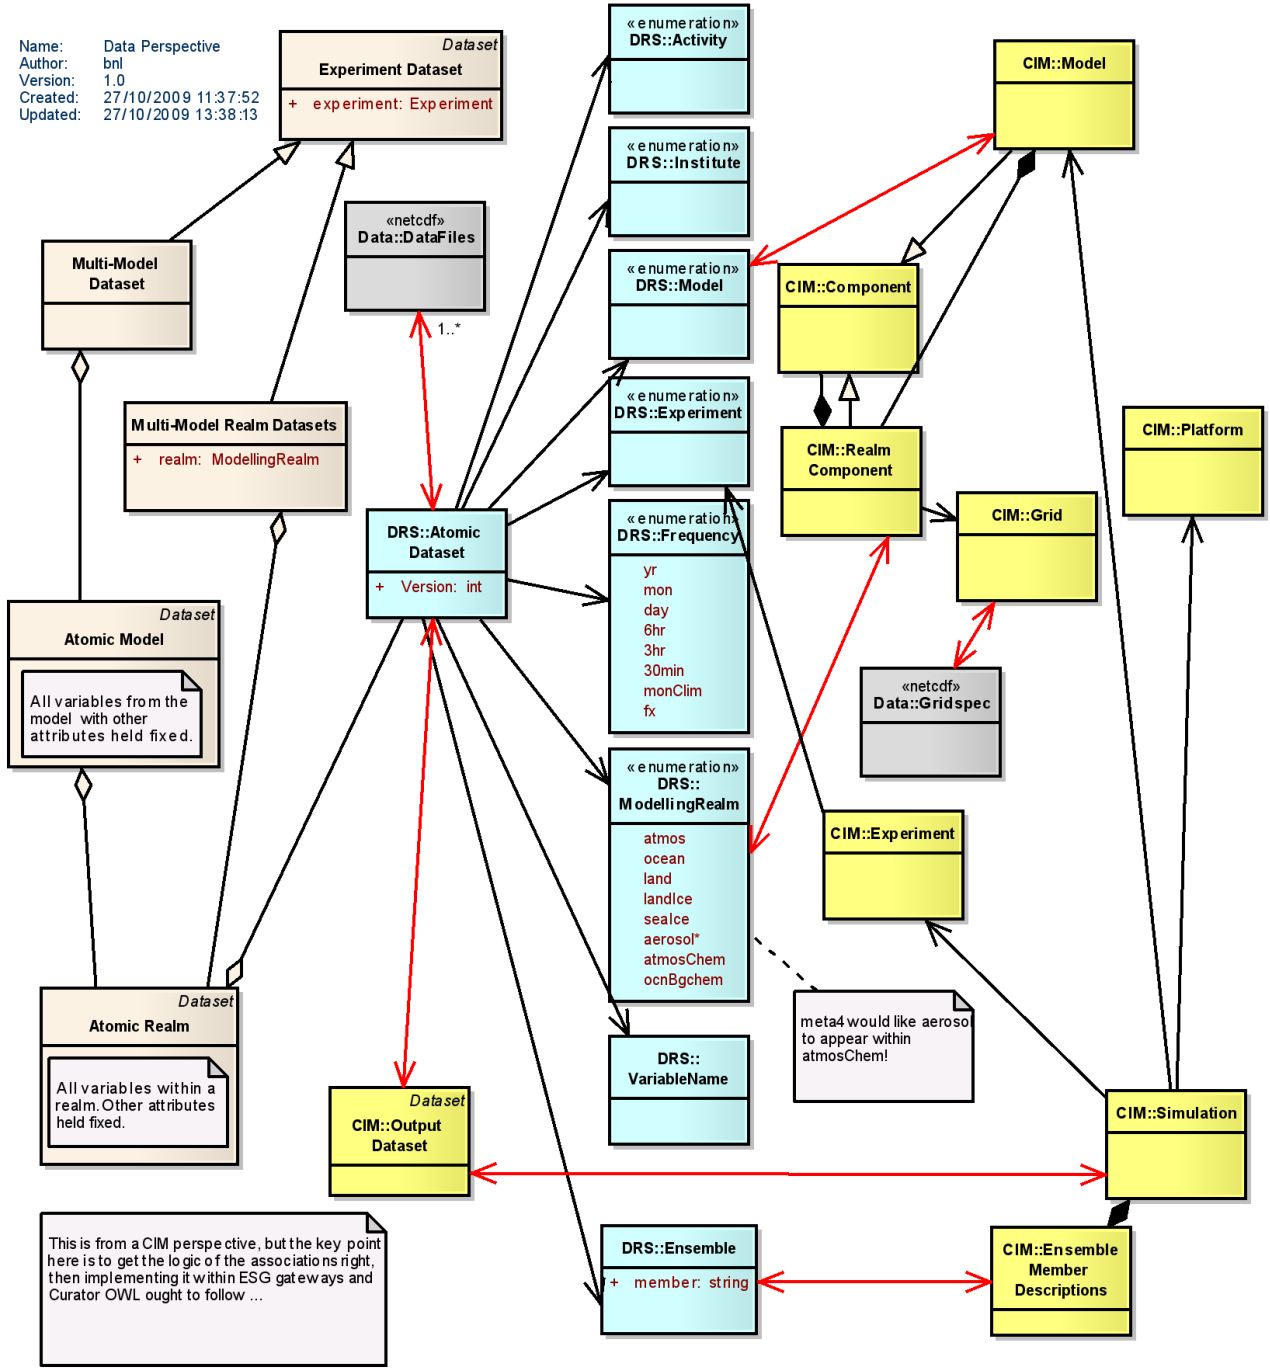 Name: Data Perspective
Author: bnl
Version: 1.0
Created: 27/10/2009 11:37:52
Updated: 27/10/2009 13:38:13
Dataset
Experiment Dataset
+ experiment: Experiment
«enumeration»
DRS::Activity
CIM::Model
«enumeration»
DRS::Institute
«netcdf»
Data::DataFiles
1..*
Multi-Model
Dataset
«enumeration»
DRS::Model
CIM::Component
«enumeration»
DRS::Experiment
Multi-Model Realm Datasets
+ realm: ModellingRealm
CIM::Realm
Component
CIM::Platform
DRS::Atomic
Dataset
+ Version: int
«enumeration»
DRS::Frequency
yr
mon
day
6hr
3hr
30min
monClim
fx
CIM::Grid
Dataset
Atomic Model
All variables from the
model with other
attributes held fixed.
«netcdf»
Data::Gridspec
«enumeration»
DRS::
ModellingRealm
atmos
ocean
land
landIce
seaIce
aerosol*
atmosChem
ocnBgchem
CIM::Experiment
Dataset
Atomic Realm
All variables within a
realm. Other attributes
held fixed.
meta4 would like aerosol
to appear within
atmosChem!
DRS::
VariableName
Dataset
CIM::Output
Dataset
CIM::Simulation
This is from a CIM perspective, but the key point
here is to get the logic of the associations right,
then implementing it within ESG gateways and
Curator OWL ought to follow ...
DRS::Ensemble
+ member: string
CIM::Ensemble
Member
Descriptions